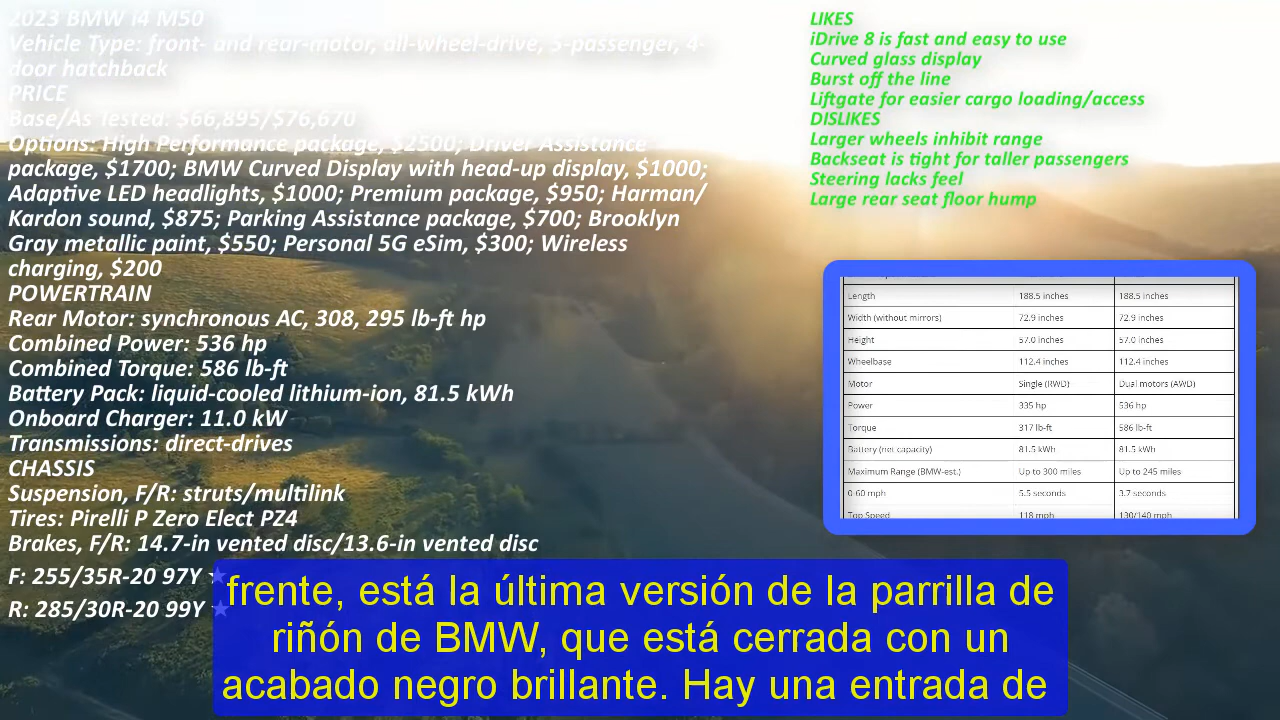 2023 BMW i4 M50
Vehicle Type: front- and rear-motor, all-wheel-drive, 5-passenger, 4-
door hatchback
PRICE
Base/As Tested: $66,895/$76,670
Options: High Performance package, $2500; Driver Assistance
package, $1700; BMW Curved Display with head-up display, $1000;
Adaptive LED headlights, $1000; Premium package, $950; Harman/
Kardon sound, $875; Parking Assistance package, $700; Brooklyn
Gray metallic paint, $550; Personal 5G eSim, $300; Wireless
charging, $200
POWERTRAIN
Rear Motor: synchronous AC, 308, 295 lb-ft hp
Combined Power: 536 hp
Combined Torque: 586 lb-ft
Battery Pack: liquid-cooled lithium-ion, 81.5 kWh
Onboard Charger: 11.0 kW
Transmissions: direct-drives
CHASSIS
Suspension, F/R: struts/multilink
Tires: Pirelli P Zero Elect PZ4
Brakes, F/R: 14.7-in vented disc/13.6-in vented disc
F: 255/35R-20 97Y ★
R: 285/30R-20 99Y ★
LIKES
iDrive 8 is fast and easy to use
Curved glass display
Burst off the line
Liftgate for easier cargo loading/access
DISLIKES
Larger wheels inhibit range
Backseat is tight for taller passengers
Steering lacks feel
Large rear seat floor hump
Length 188.5 inches 188.5 inches
Width (without mirrors) 72.9 inches 72.9 inches
Height 57.0 inches 57.0 inches
Wheelbase 112.4 inches 112.4 inches
Motor Single (RWD) Dual motors (AWD)
Power 335 hp 536 hp
Torque 317 lb-ft 586 lb-ft
Battery (net capacity) 81.5 kWh 81.5 kWh
Maximum Range (BMW-est.) Up to 300 miles Up to 245 miles
0-60 mph 5.5 seconds 3.7 seconds
Top Speed 118 mph 130/140 mph
frente, está la última versión de la parrilla de
riñón de BMW, que está cerrada con un
acabado negro brillante. Hay una entrada de